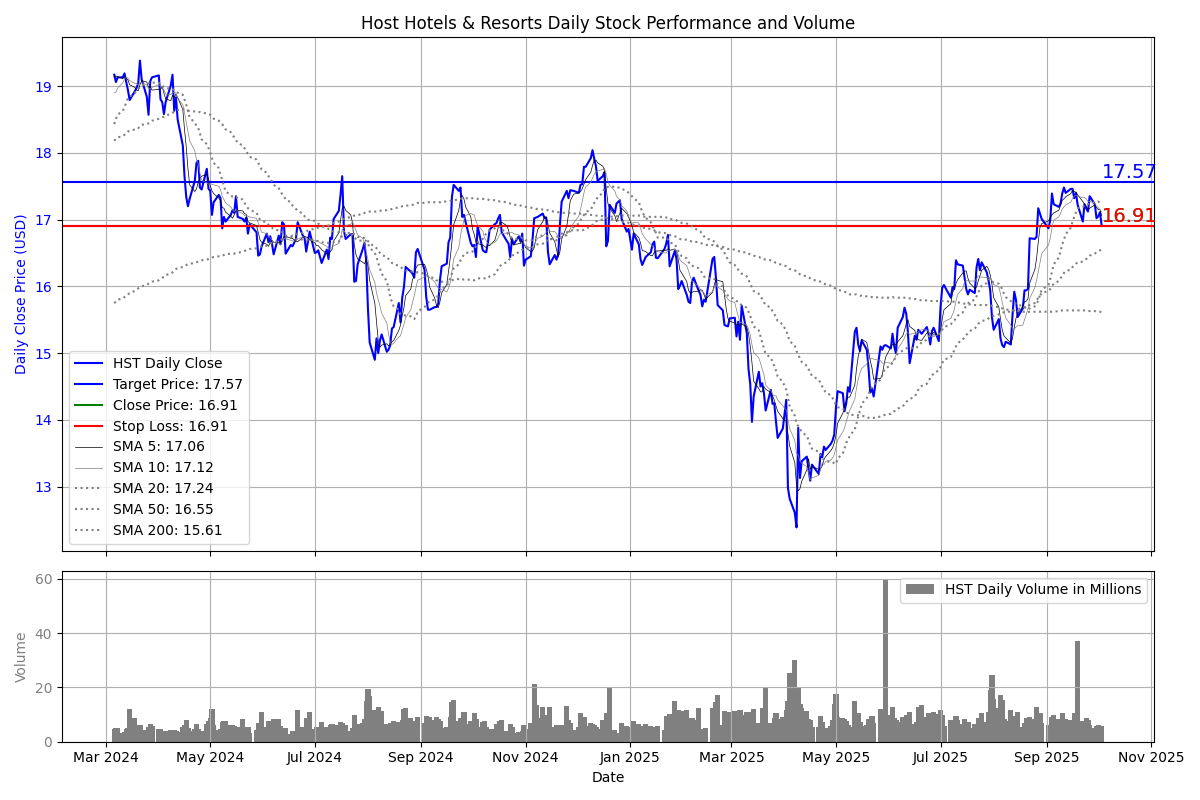 Host Hotels & Resorts Daily Stock Performance and Volume
Daily Close Price (USD)
19
18
17
16
15
14
13
17.57
16.91
HST Daily Close
Target Price: 17.57
Close Price: 16.91
Stop Loss: 16.91
SMA 5: 17.06
SMA 10: 17.12
SMA 20: 17.24
SMA 50: 16.55
SMA 200: 15.61
Volume
60
40
20
0
HST Daily Volume in Millions
Mar 2024
May 2024
Jul 2024
Sep 2024
Nov 2024
Jan 2025
Mar 2025
May 2025
Jul 2025
Sep 2025
Nov 2025
Date